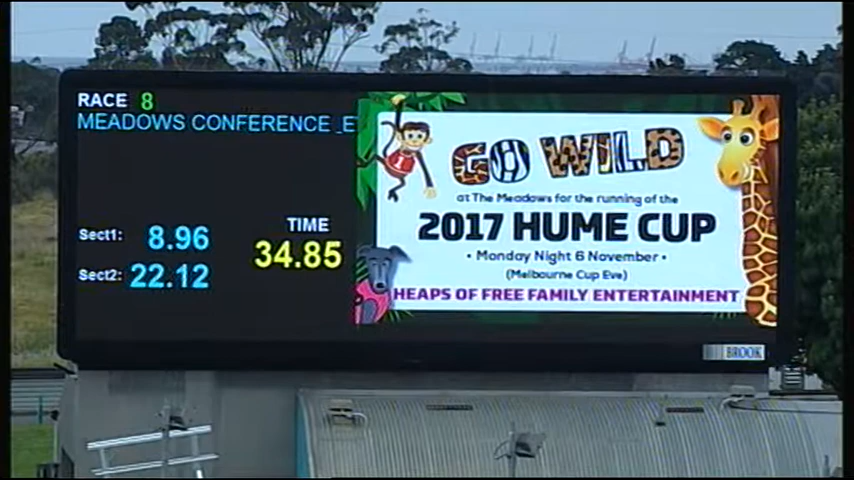 RACE 8
MEADOWS CONFERENCE _E
Sect1: 8.96
Sect2: 22.12
TIME
34.85
1
GO WILD
at The Meadows for the running of the
2017 HUME CUP
• Monday Night 6 November •
(Melbourne Cup Eve)
HEAPS OF FREE FAMILY ENTERTAINMENT
BROOK